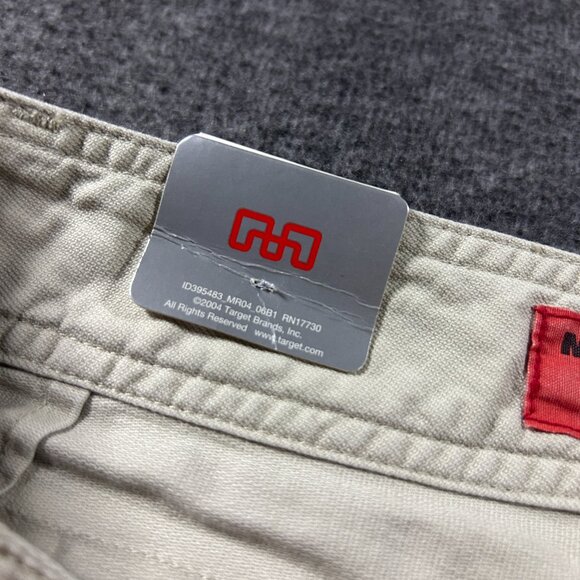 ID395483_MR04_06B1 RN17730
©2004 Target Brands, Inc.
All Rights Reserved www.target.com
M